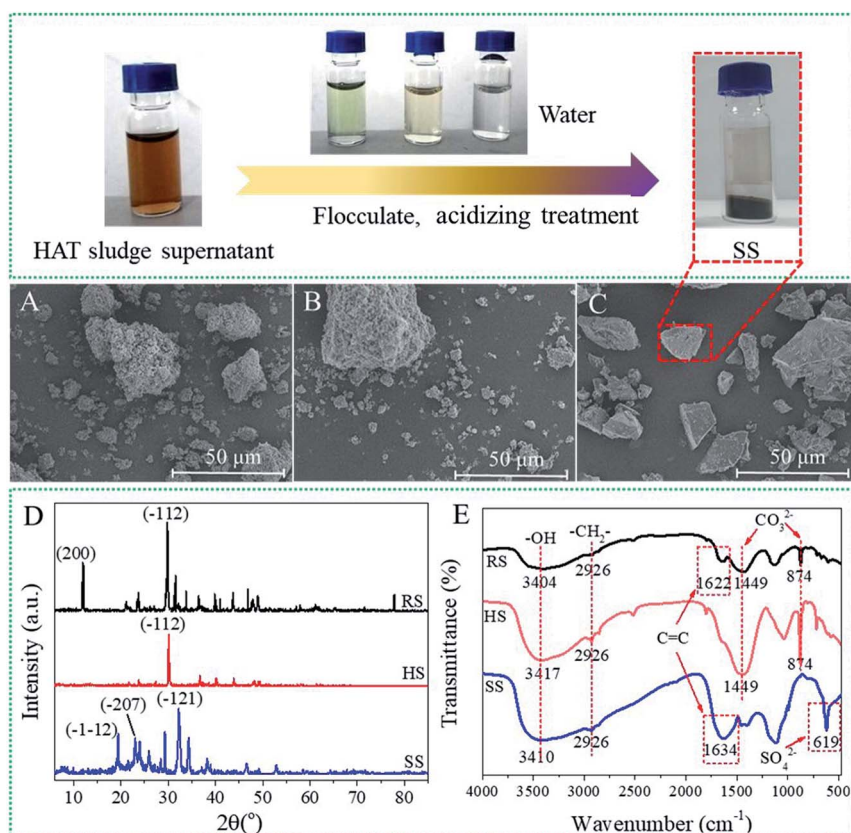 Water
Flocculate, acidizing treatment
HAT sludge supernatant
SS
A
B
C
50 μm
50 μm
50 μm
D
(-112)
(200)
RS
(-112)
HS
(-121)
(-207)
(-1-12)
SS
Intensity (a.u.)
10 20 30 40 50 60 70 80
2θ(°)
E
-OH
-CH₂-
CO₃²⁻
RS
3404
2926
1622
1449
874
HS
C=C
3417
2926
1449
874
SS
3410
2926
1634
SO₄²⁻
619
Transmittance (%)
4000 3500 3000 2500 2000 1500 1000 500
Wavenumber (cm⁻¹)